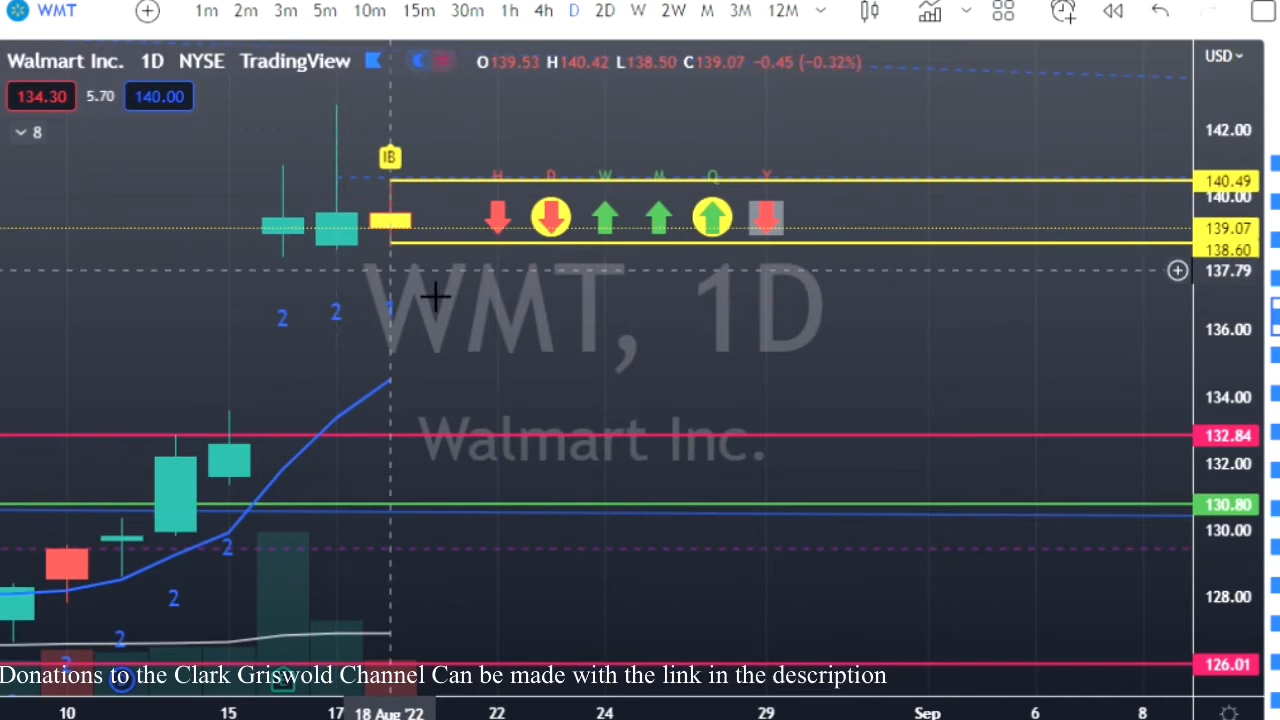 WMT 1m 2m 3m 5m 10m 15m 30m 1h 4h D 2D W 2W M 3M 12M
Walmart Inc. 1D NYSE TradingView O139.53 H140.42 L138.50 C139.07 −0.45 (−0.32%) USD
134.30 5.70 140.00
8
142.00
IB
H D W M Q Y
140.49
140.00
139.07
138.60
137.79
WMT, 1D
2 2 1
136.00
134.00
Walmart Inc.
132.84
132.00
130.80
130.00
2
128.00
2
2
2
126.01
Donations to the Clark Griswold Channel Can be made with the link in the description
10 15 17 18 Aug '22 22 24 29 Sep 6 8